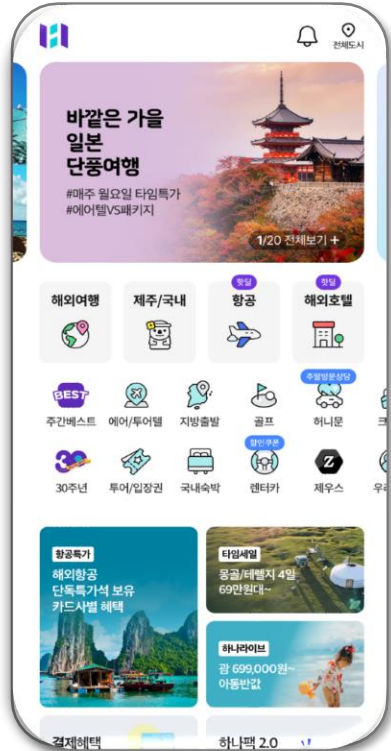 전체도시
바깥은 가을
일본
단풍여행
#매주 월요일 타임특가
#에어텔VS패키지
1/20 전체보기 +
핫딜
핫딜
해외여행
제주/국내
항공
해외호텔
주말방문상담
BEST
주간베스트
에어/투어텔
지방출발
골프
허니문
할인쿠폰
30
Z
30주년
투어/입장권
국내숙박
렌터카
제우스
우리
항공특가
해외항공
단독특가석 보유
카드사별 혜택
타임세일
몽골/테렐지 4일
69만원대~
하나라이브
괌 699,000원~
아동반값
결제혜택
하나팩 2.0